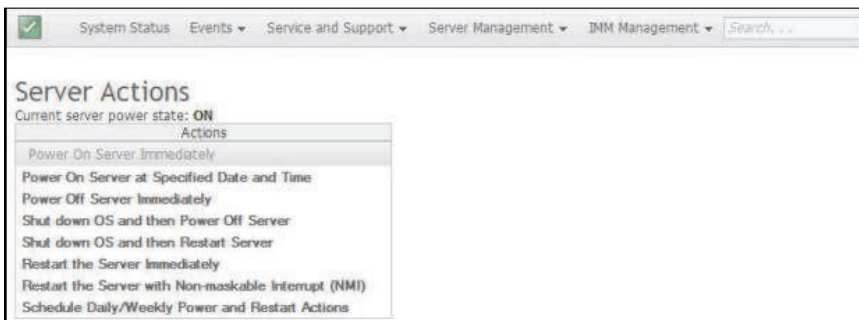 System Status Events Service and Support Server Management IMM Management Search. . .
Server Actions
Current server power state: ON
Actions
Power On Server Immediately
Power On Server at Specified Date and Time
Power Off Server Immediately
Shut down OS and then Power Off Server
Shut down OS and then Restart Server
Restart the Server Immediately
Restart the Server with Non-maskable Interrupt (NMI)
Schedule Daily/Weekly Power and Restart Actions